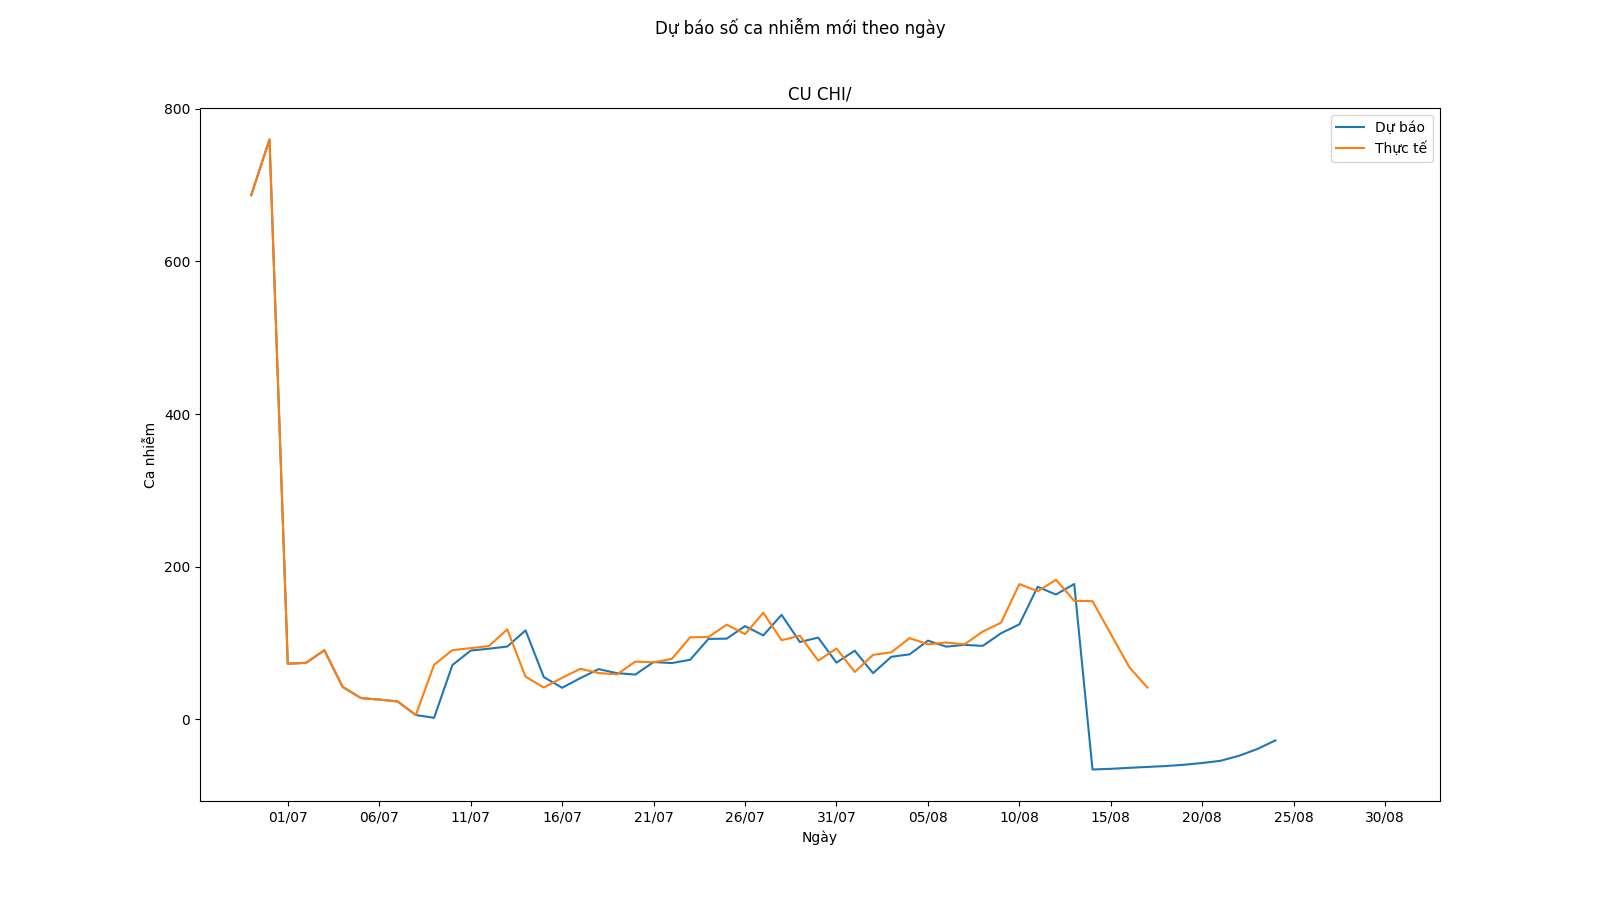 Dự báo số ca nhiễm mới theo ngày
CU CHI/
Dự báo
Thực tế
800
600
400
200
0
Ca nhiễm
01/07 06/07 11/07 16/07 21/07 26/07 31/07 05/08 10/08 15/08 20/08 25/08 30/08
Ngày